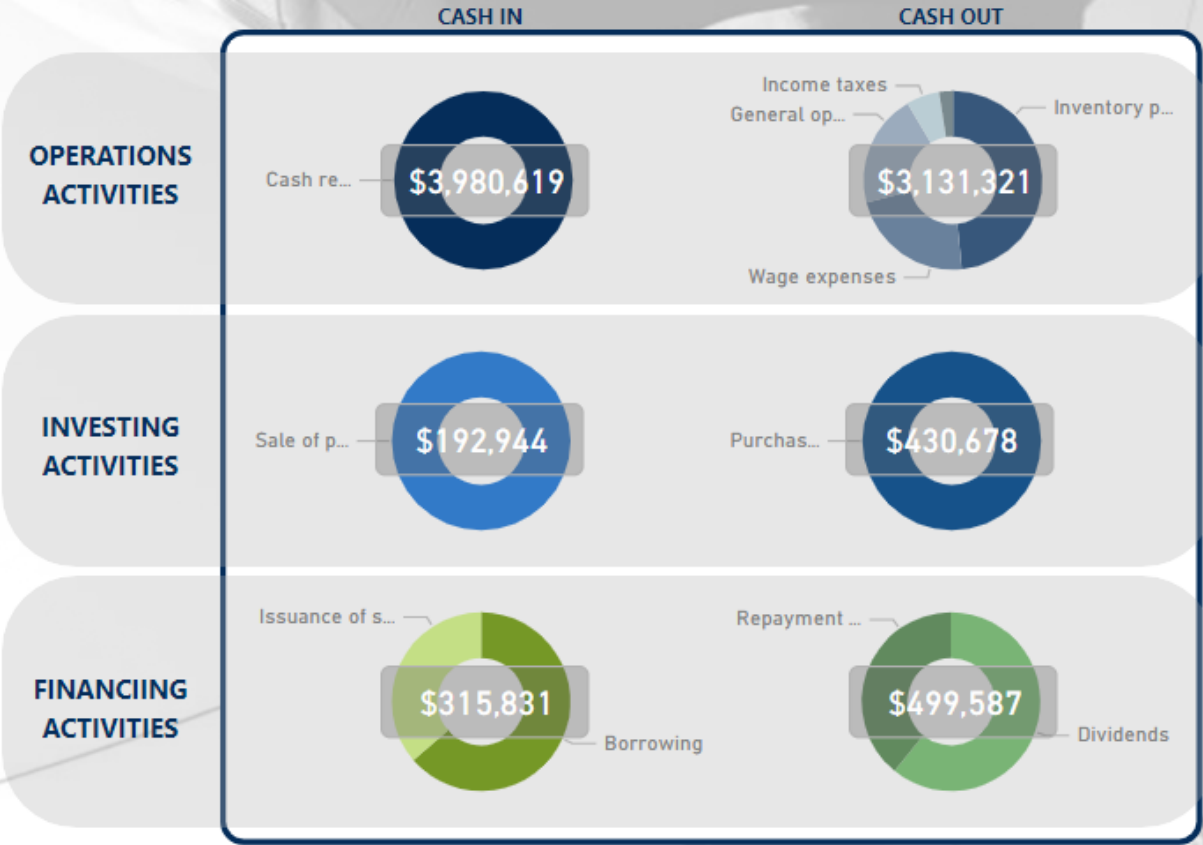 CASH IN
CASH OUT
OPERATIONS
ACTIVITIES
Cash re...
$3,980,619
Income taxes
General op...
Inventory p...
$3,131,321
Wage expenses
INVESTING
ACTIVITIES
Sale of p...
$192,944
Purchas...
$430,678
FINANCIING
ACTIVITIES
Issuance of s...
$315,831
Borrowing
Repayment ...
$499,587
Dividends